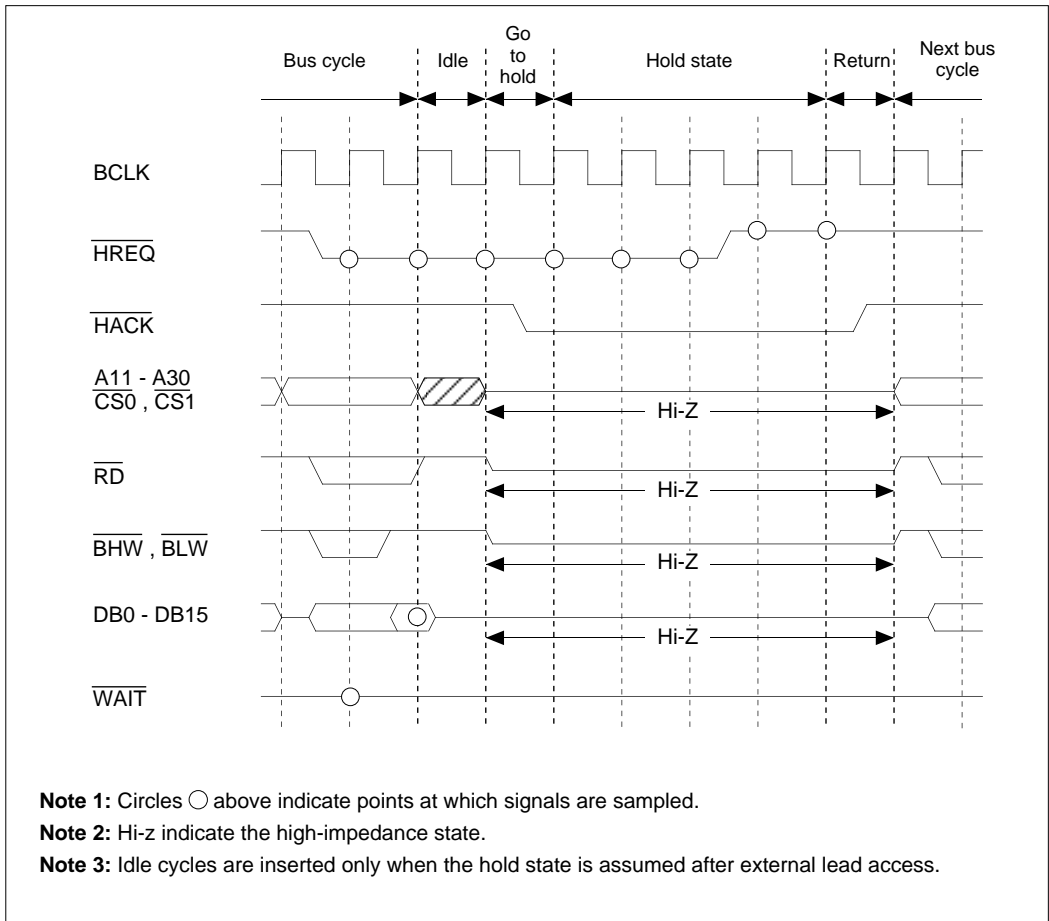 Bus cycle
Idle
Go
to
hold
Hold state
Return
Next bus
cycle
BCLK
HREQ
HACK
A11 - A30
CS0 , CS1
Hi-Z
RD
Hi-Z
BHW , BLW
Hi-Z
DB0 - DB15
Hi-Z
WAIT
Note 1: Circles ○ above indicate points at which signals are sampled.
Note 2: Hi-z indicate the high-impedance state.
Note 3: Idle cycles are inserted only when the hold state is assumed after external lead access.